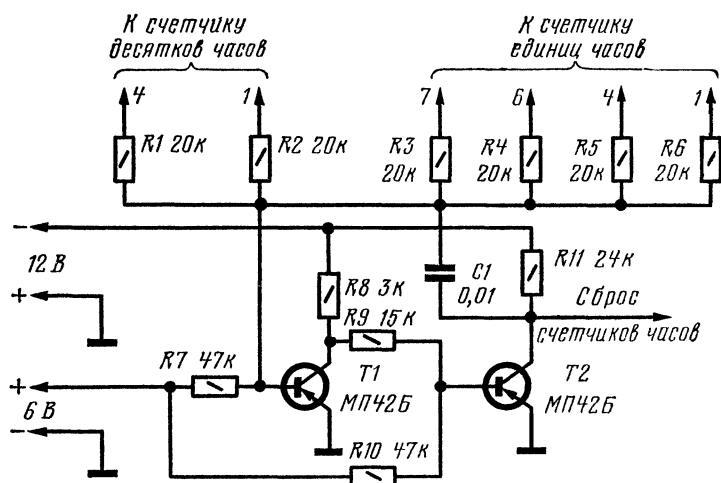 К счетчику
десятков часов
К счетчику
единиц часов
4
1
7
6
4
1
R1 20к
R2 20к
R3
20к
R4
20к
R5
20к
R6
20к
-
12 В
+
R8 3к
C1
0,01
R11 24к
Сброс
счетчиков часов
R9 15к
R7 47к
T1
МП42Б
T2
МП42Б
+
6 В
-
R10 47к